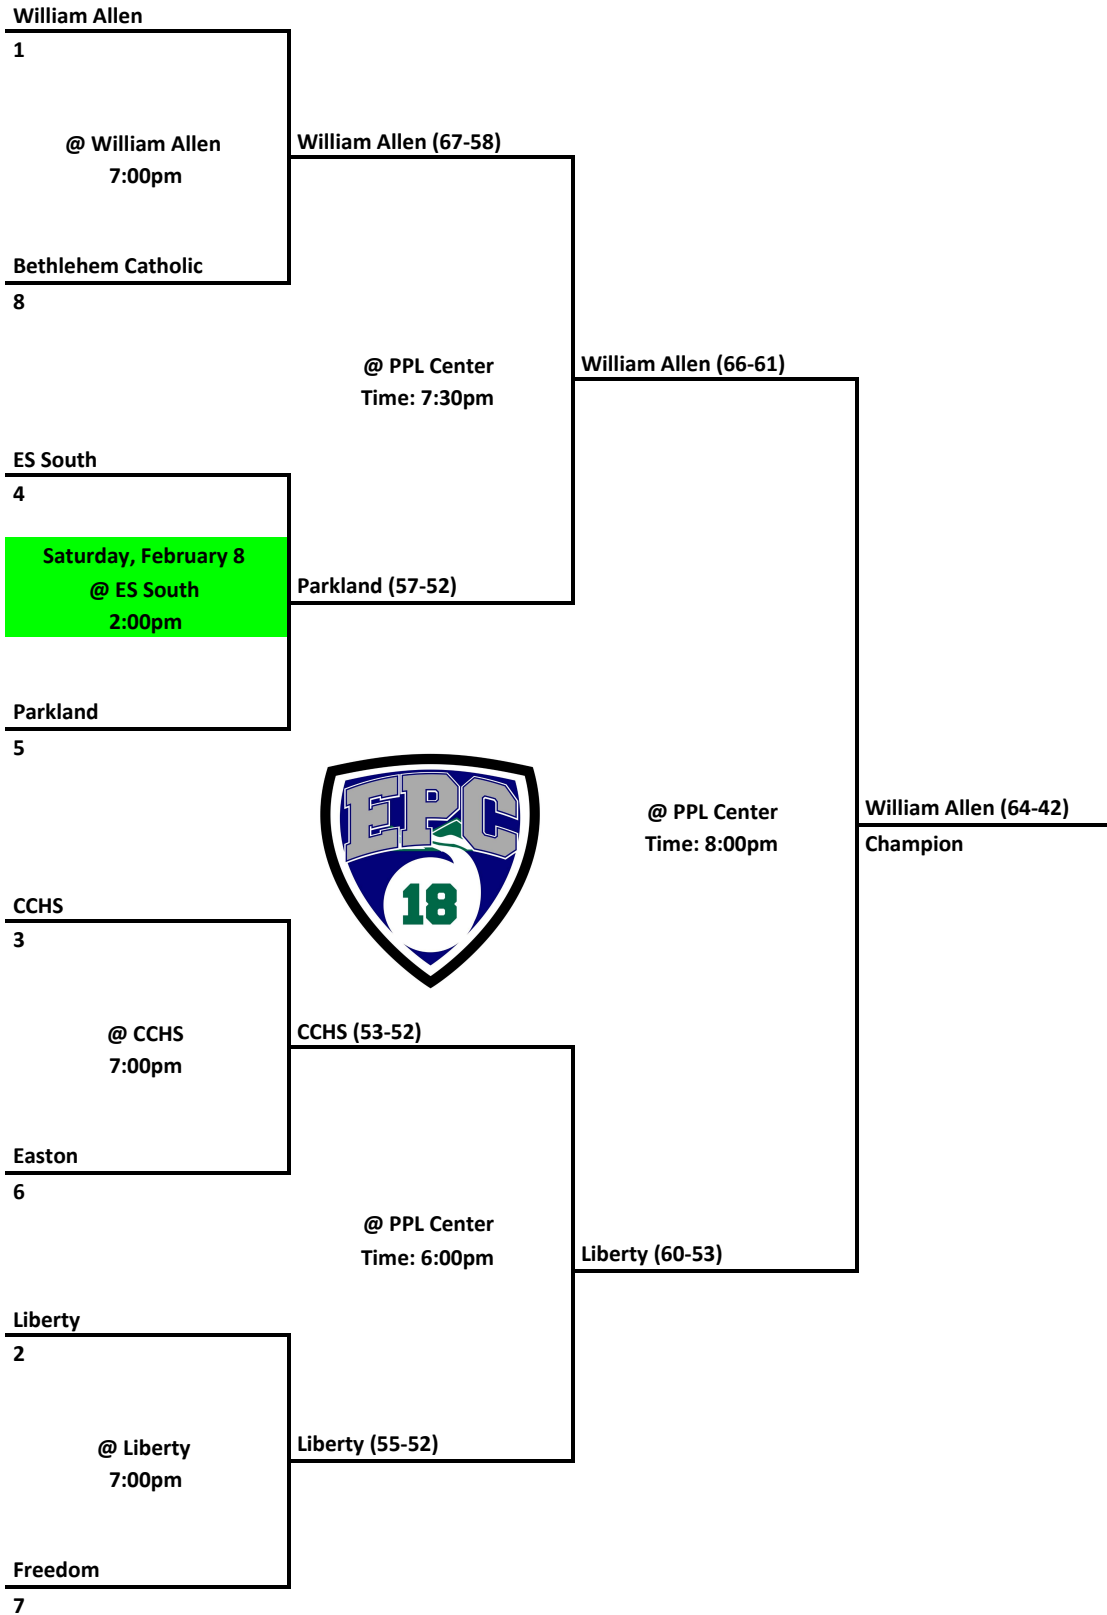 William Allen
1
@ William Allen
7:00pm
William Allen (67-58)
Bethlehem Catholic
8
@ PPL Center
Time: 7:30pm
William Allen (66-61)
ES South
4
Saturday, February 8
@ ES South
2:00pm
Parkland (57-52)
Parkland
5
EPC
18
@ PPL Center
Time: 8:00pm
William Allen (64-42)
Champion
CCHS
3
@ CCHS
7:00pm
CCHS (53-52)
Easton
6
@ PPL Center
Time: 6:00pm
Liberty (60-53)
Liberty
2
@ Liberty
7:00pm
Liberty (55-52)
Freedom
7